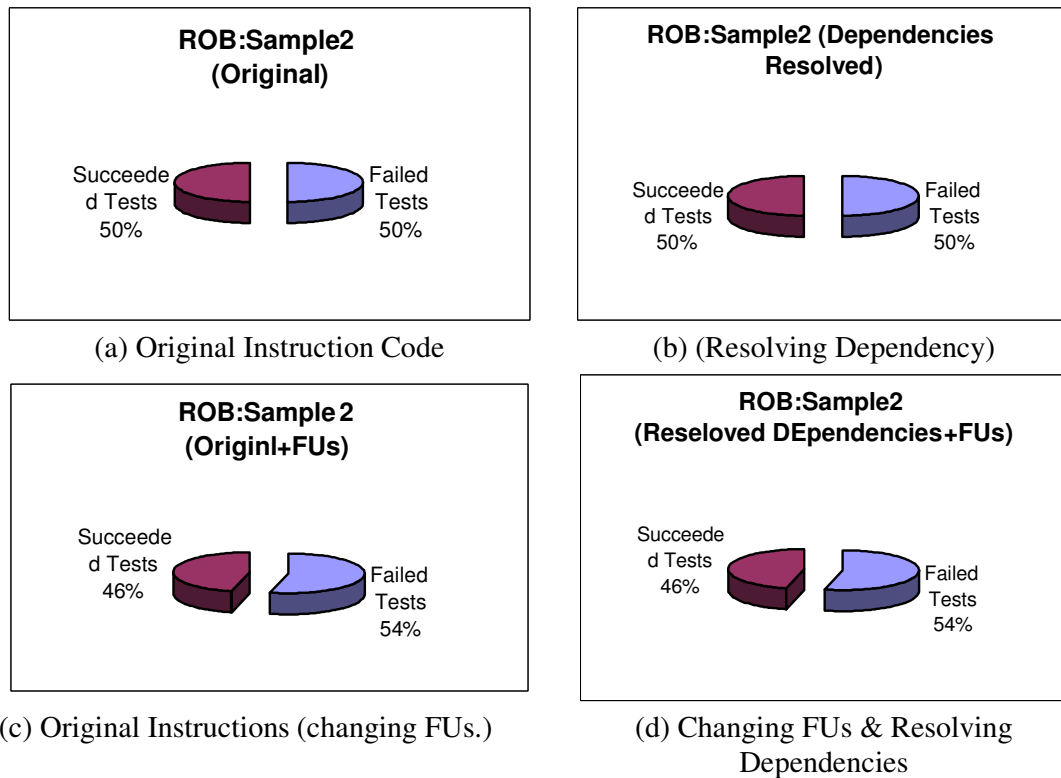 ROB:Sample2
(Original)
Succeede
d Tests
50%
Failed
Tests
50%
(a) Original Instruction Code
ROB:Sample2 (Dependencies
Resolved)
Succeede
d Tests
50%
Failed
Tests
50%
(b) (Resolving Dependency)
ROB:Sample 2
(Originl+FUs)
Succeede
d Tests
46%
Failed
Tests
54%
(c) Original Instructions (changing FUs.)
ROB:Sample2
(Reseloved DEpendencies+FUs)
Succeede
d Tests
46%
Failed
Tests
54%
(d) Changing FUs & Resolving
Dependencies